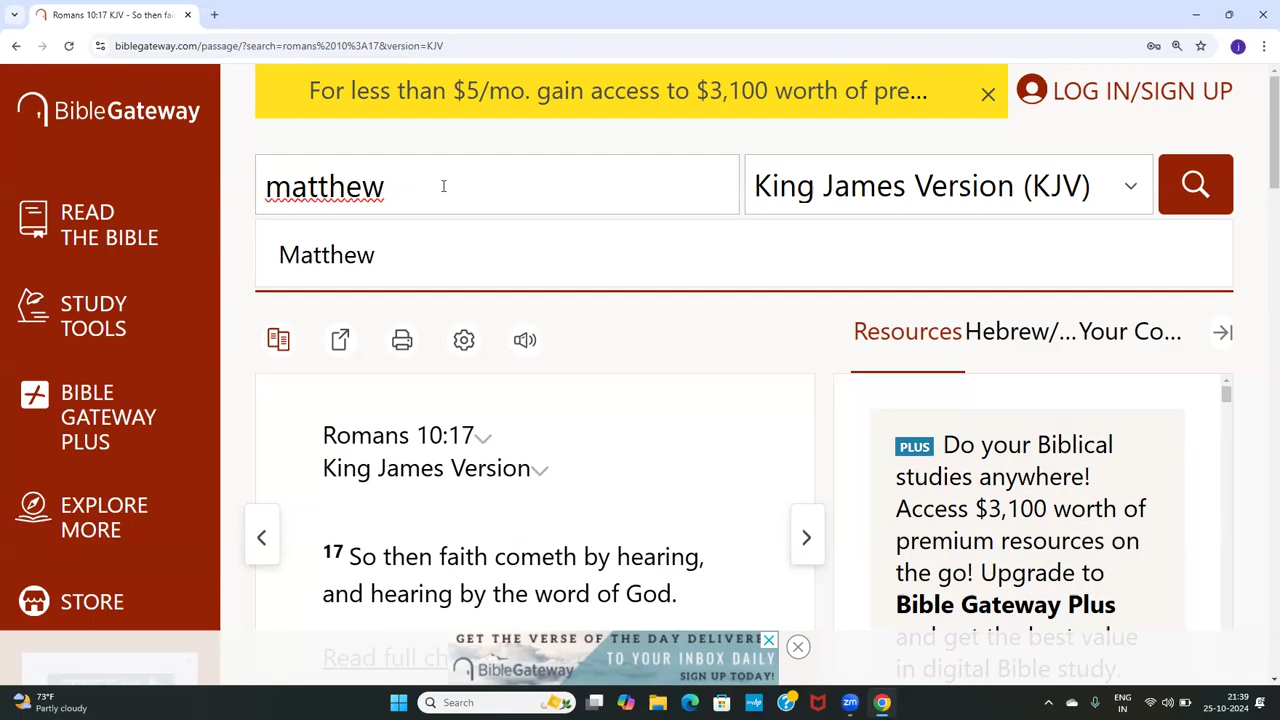 Romans 10:17 KJV - So then fai
biblegateway.com/passage/?search=romans%2010%3A17&version=KJV
j
BibleGateway
For less than $5/mo. gain access to $3,100 worth of pre...
LOG IN/SIGN UP
matthew
King James Version (KJV)
Matthew
READ
THE BIBLE
STUDY
TOOLS
BIBLE
GATEWAY
PLUS
EXPLORE
MORE
STORE
Resources Hebrew/... Your Co...
Romans 10:17
King James Version
17 So then faith cometh by hearing,
and hearing by the word of God.
Read full ch
PLUS Do your Biblical
studies anywhere!
Access $3,100 worth of
premium resources on
the go! Upgrade to
Bible Gateway Plus
and get the best value
in digital Bible study.
GET THE VERSE OF THE DAY DELIVERE
TO YOUR INBOX DAILY
BibleGateway
SIGN UP TODAY!
73°F
Partly cloudy
Search
ENG
IN
21:39
25-10-2024